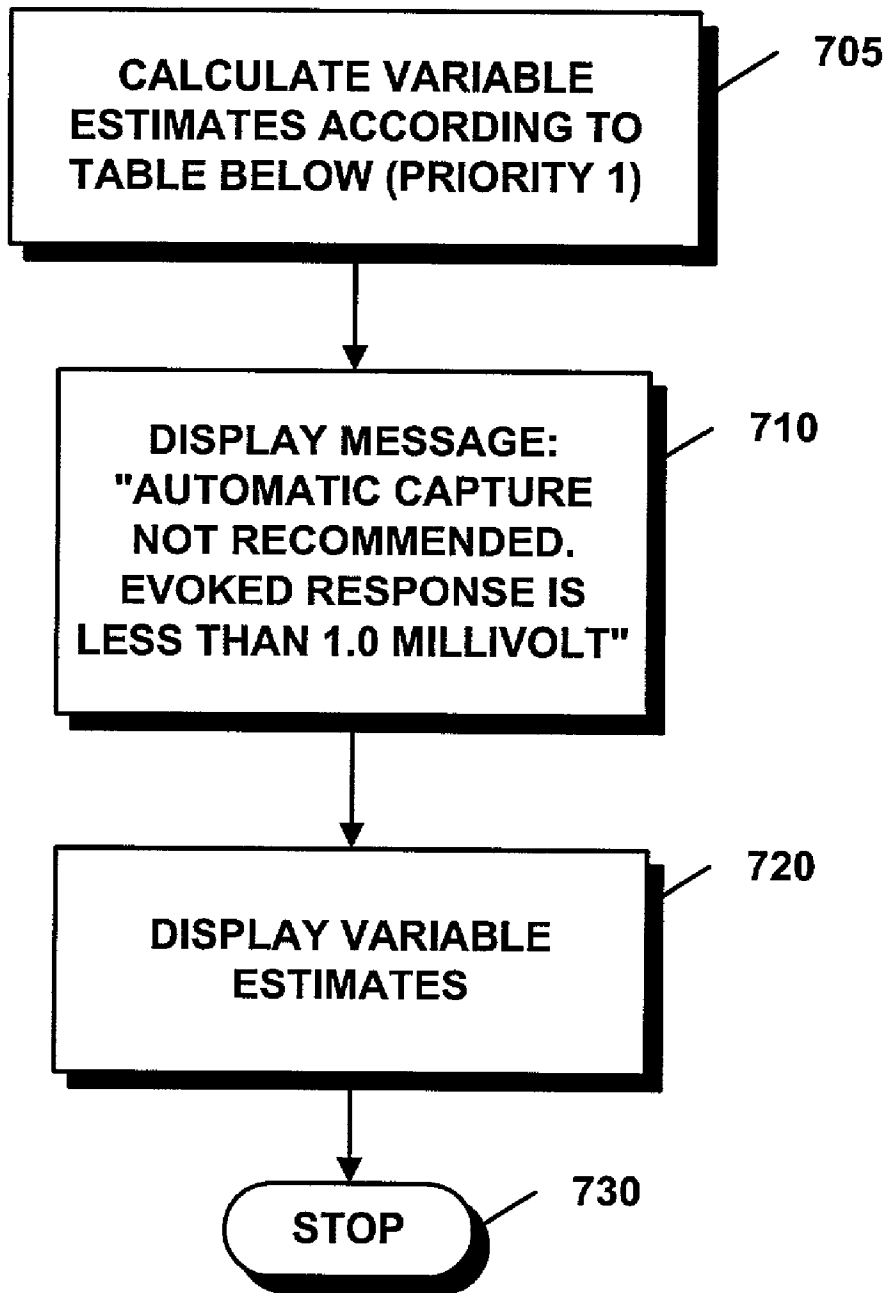 CALCULATE VARIABLE
ESTIMATES ACCORDING TO
TABLE BELOW (PRIORITY 1)
705
DISPLAY MESSAGE:
"AUTOMATIC CAPTURE
NOT RECOMMENDED.
EVOKED RESPONSE IS
LESS THAN 1.0 MILLIVOLT"
710
DISPLAY VARIABLE
ESTIMATES
720
STOP
730